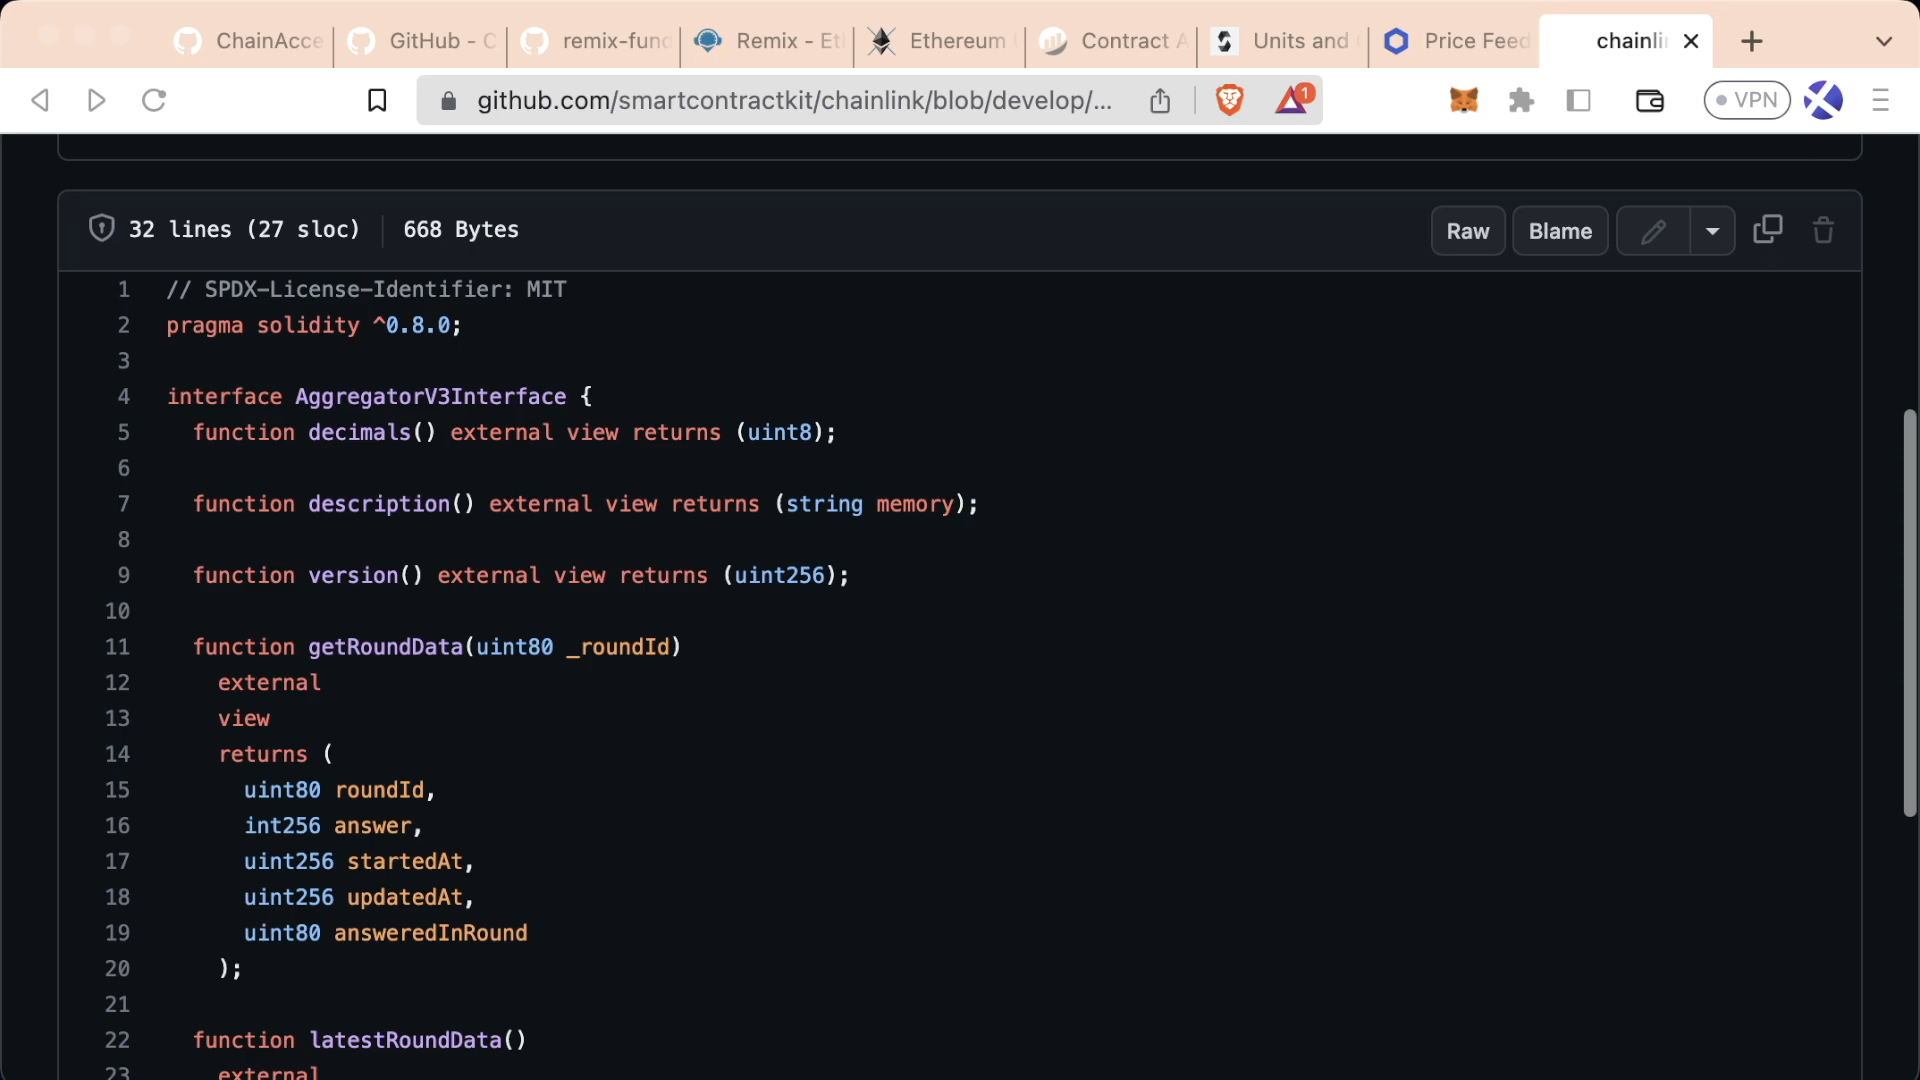 ChainAcce
GitHub - C
remix-fund
Remix - Et
Ethereum
Contract A
Units and
Price Feed
chainli
github.com/smartcontractkit/chainlink/blob/develop/...
1
VPN
32 lines (27 sloc)
668 Bytes
Raw
Blame
1 // SPDX-License-Identifier: MIT
2 pragma solidity ^0.8.0;
3
4 interface AggregatorV3Interface {
5 function decimals() external view returns (uint8);
6
7 function description() external view returns (string memory);
8
9 function version() external view returns (uint256);
10
11 function getRoundData(uint80 _roundId)
12 external
13 view
14 returns (
15 uint80 roundId,
16 int256 answer,
17 uint256 startedAt,
18 uint256 updatedAt,
19 uint80 answeredInRound
20 );
21
22 function latestRoundData()
23 external